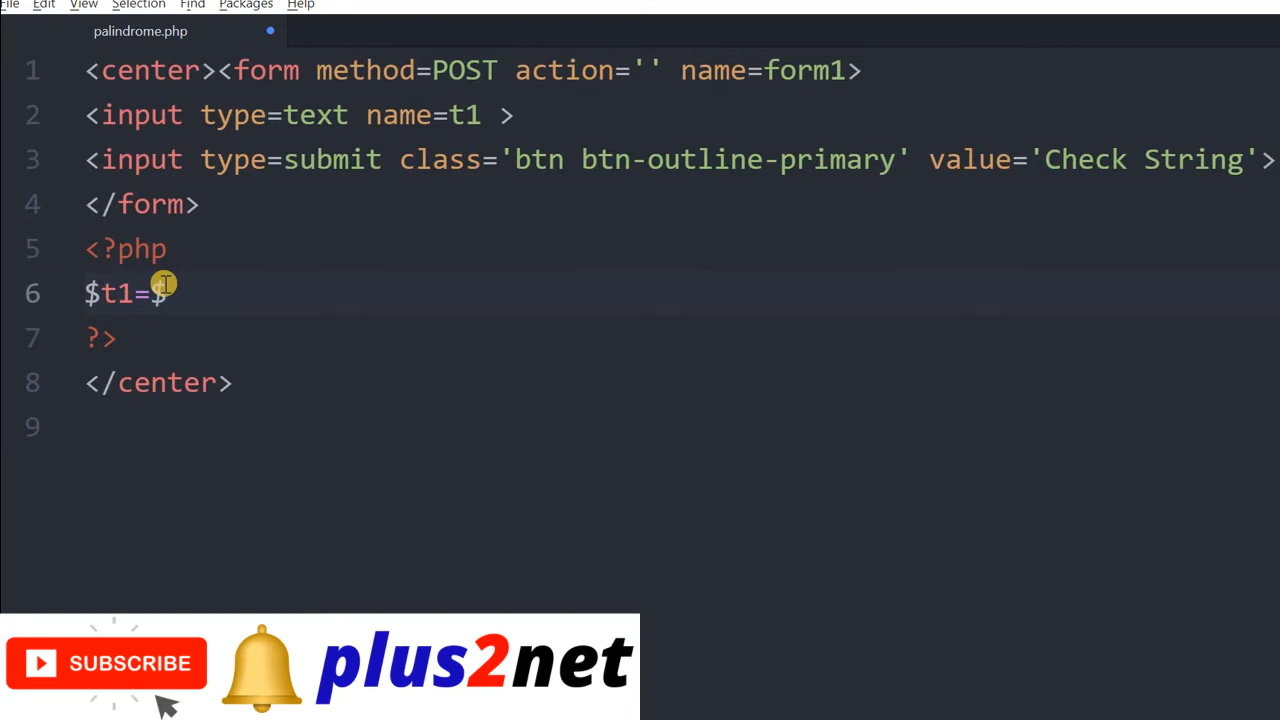 File Edit View Selection Find Packages Help
palindrome.php
1 <center><form method=POST action='' name=form1>
2 <input type=text name=t1 >
3 <input type=submit class='btn btn-outline-primary' value='Check String'>
4 </form>
5 <?php
6 $t1=$
7 ?>
8 </center>
9
SUBSCRIBE
plus2net